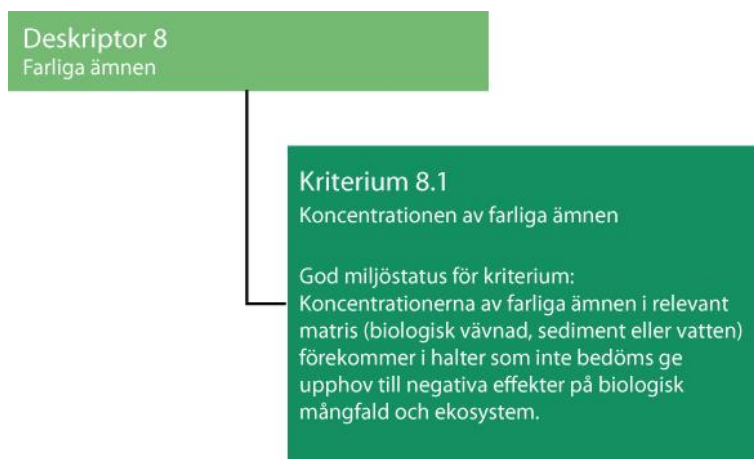 Deskriptor 8
Farliga ämnen
Kriterium 8.1
Koncentrationen av farliga ämnen
God miljöstatus för kriterium:
Koncentrationerna av farliga ämnen i relevant
matris (biologisk vävnad, sediment eller vatten)
förekommer i halter som inte bedöms ge
upphov till negativa effekter på biologisk
mångfald och ekosystem.